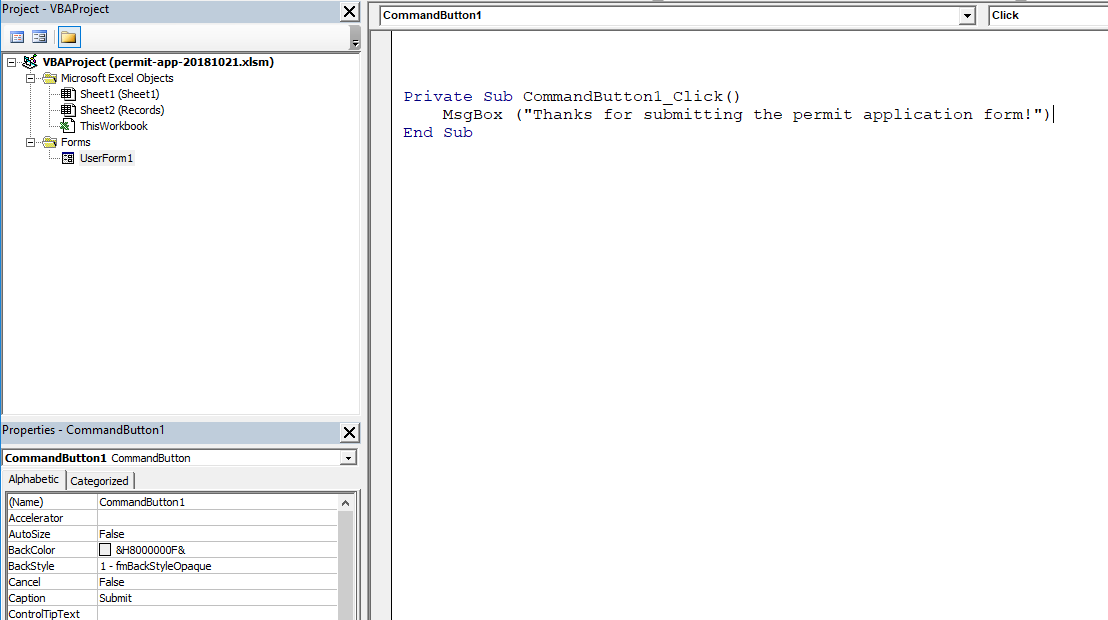 Project - VBAProject
VBAProject (permit-app-20181021.xlsm)
Microsoft Excel Objects
Sheet1 (Sheet1)
Sheet2 (Records)
ThisWorkbook
Forms
UserForm1
Properties - CommandButton1
CommandButton1 CommandButton
Alphabetic Categorized
(Name) CommandButton1
Accelerator
AutoSize False
BackColor &H8000000F&
BackStyle 1 - fmBackStyleOpaque
Cancel False
Caption Submit
ControlTipText
CommandButton1 Click
Private Sub CommandButton1_Click()
MsgBox ("Thanks for submitting the permit application form!")
End Sub